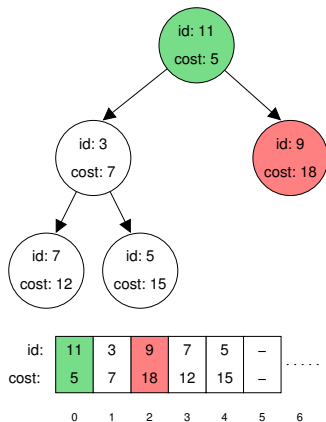 id: 11
cost: 5
id: 3
cost: 7
id: 9
cost: 18
id: 7
cost: 12
id: 5
cost: 15
id: 11 3 9 7 5 –
cost: 5 7 18 12 15 – . . . . .
0 1 2 3 4 5 6